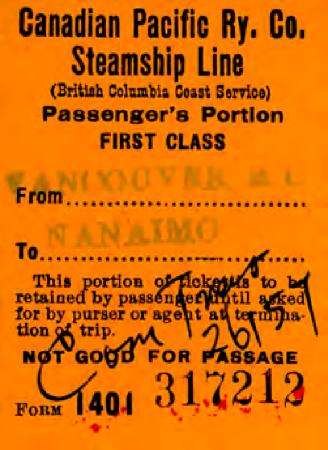 Canadian Pacific Ry. Co.
Steamship Line
(British Columbia Coast Service)
Passenger's Portion
FIRST CLASS
VANCOUVER B. C.
From
NANAIMO
To
This portion of ticket is to be
retained by passenger until asked
for by purser or agent at termina-
tion of trip.
NOT GOOD FOR PASSAGE
FORM 1401 317212